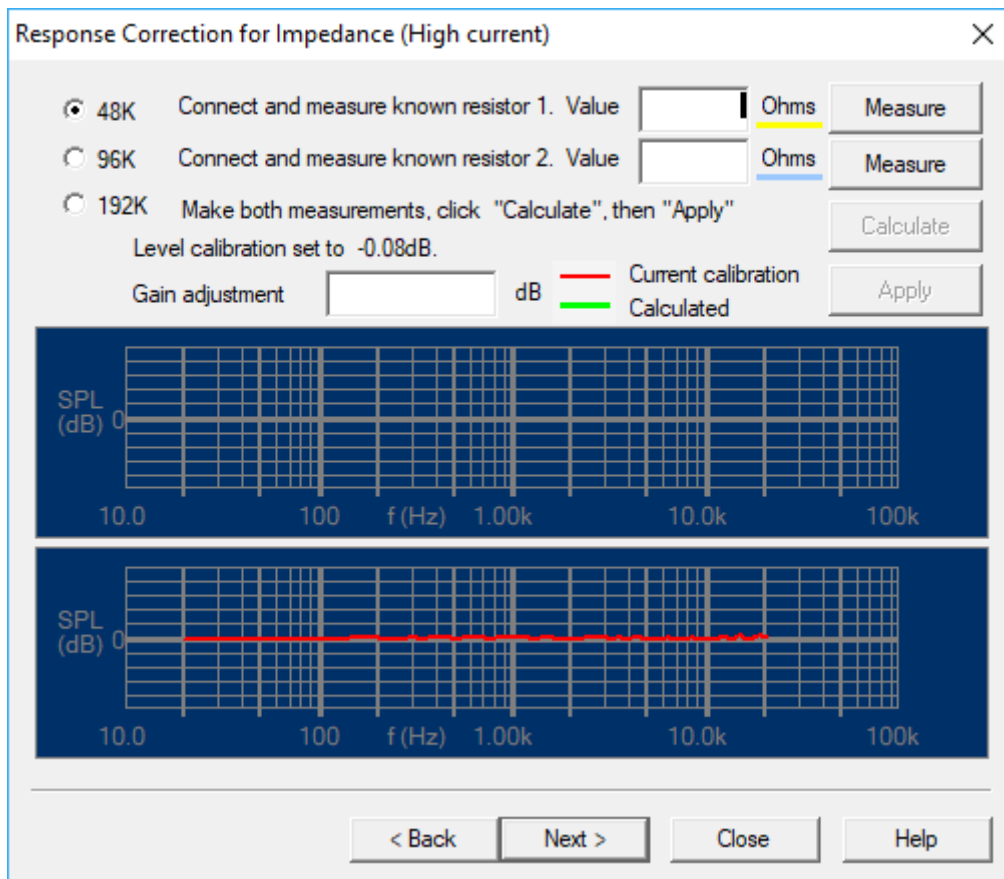 Response Correction for Impedance (High current)
48K Connect and measure known resistor 1. Value Ohms Measure
96K Connect and measure known resistor 2. Value Ohms Measure
192K Make both measurements, click "Calculate", then "Apply" Calculate
Level calibration set to -0.08dB.
Gain adjustment dB Current calibration Apply
Calculated
SPL
(dB) 0
10.0 100 f (Hz) 1.00k 10.0k 100k
SPL
(dB) 0
10.0 100 f (Hz) 1.00k 10.0k 100k
< Back Next > Close Help